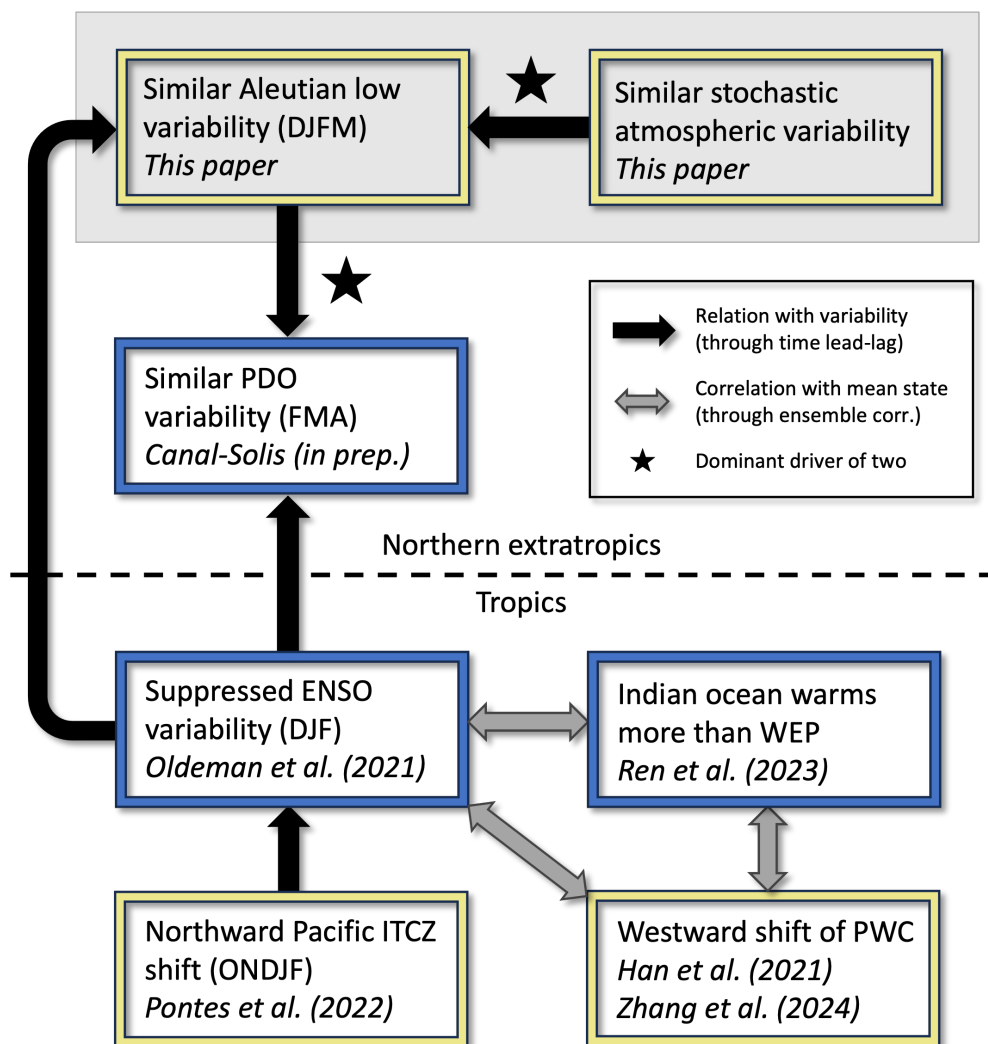 Similar Aleutian low
variability (DJFM)
This paper
Similar stochastic
atmospheric variability
This paper
Relation with variability
(through time lead-lag)
Correlation with mean state
(through ensemble corr.)
Dominant driver of two
Similar PDO
variability (FMA)
Canal-Solis (in prep.)
Northern extratropics
Tropics
Suppressed ENSO
variability (DJF)
Oldeman et al. (2021)
Indian ocean warms
more than WEP
Ren et al. (2023)
Northward Pacific ITCZ
shift (ONDJF)
Pontes et al. (2022)
Westward shift of PWC
Han et al. (2021)
Zhang et al. (2024)